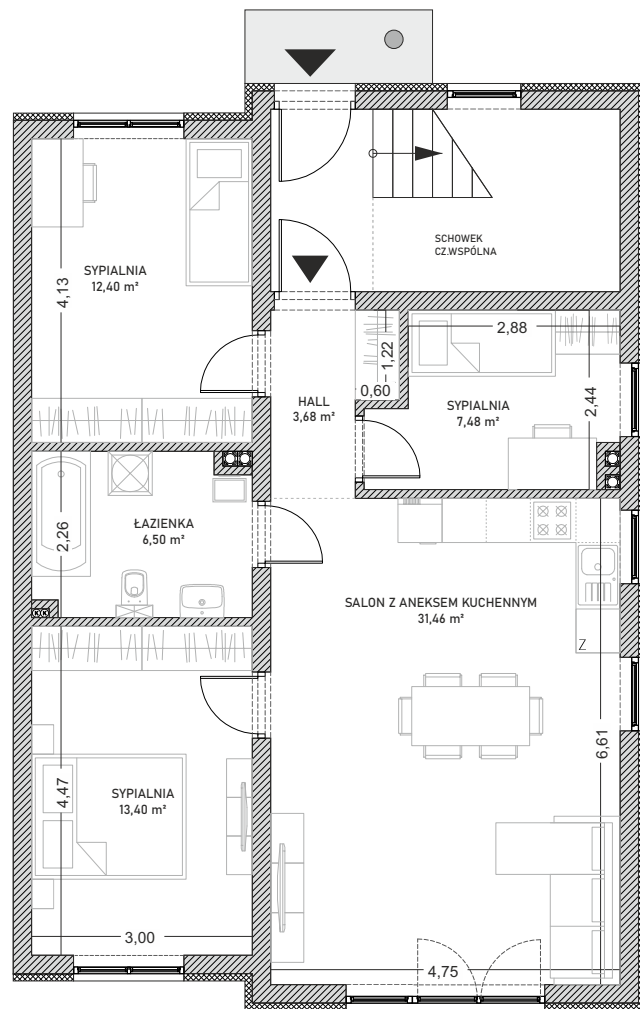 SCHOWEK
CZ.WSPÓLNA
SYPIALNIA
12,40 m²
4,13
2,88
1,22
0,60
HALL
3,68 m²
SYPIALNIA
7,48 m²
2,44
ŁAZIENKA
6,50 m²
2,26
SALON Z ANEKSEM KUCHENNYM
31,46 m²
Z
6,61
SYPIALNIA
13,40 m²
4,47
3,00
4,75